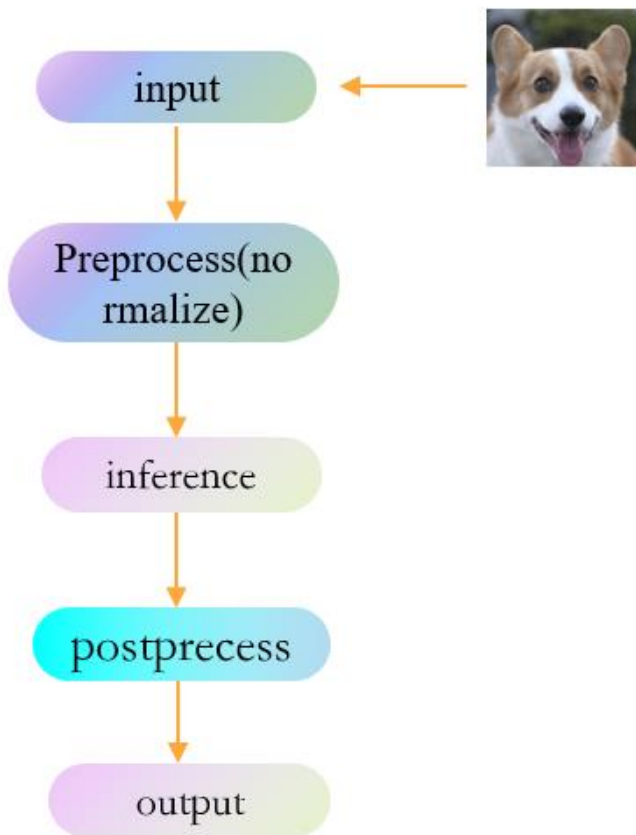 input
Preprocess(no
rmalize)
inference
postprecess
output